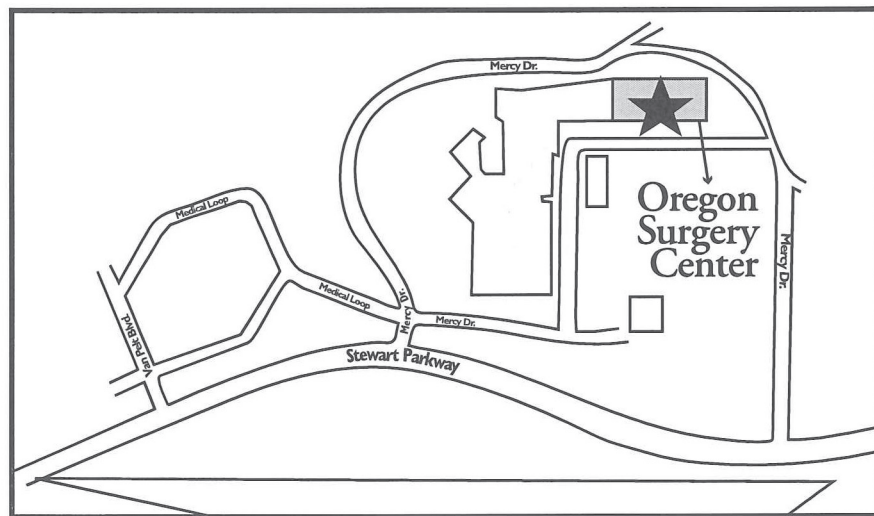 Mercy Dr.
Medical Loop
Oregon
Surgery
Center
Mercy Dr.
Medical Loop
Mercy Dr.
Mercy Dr.
Van Pelt Blvd.
Stewart Parkway